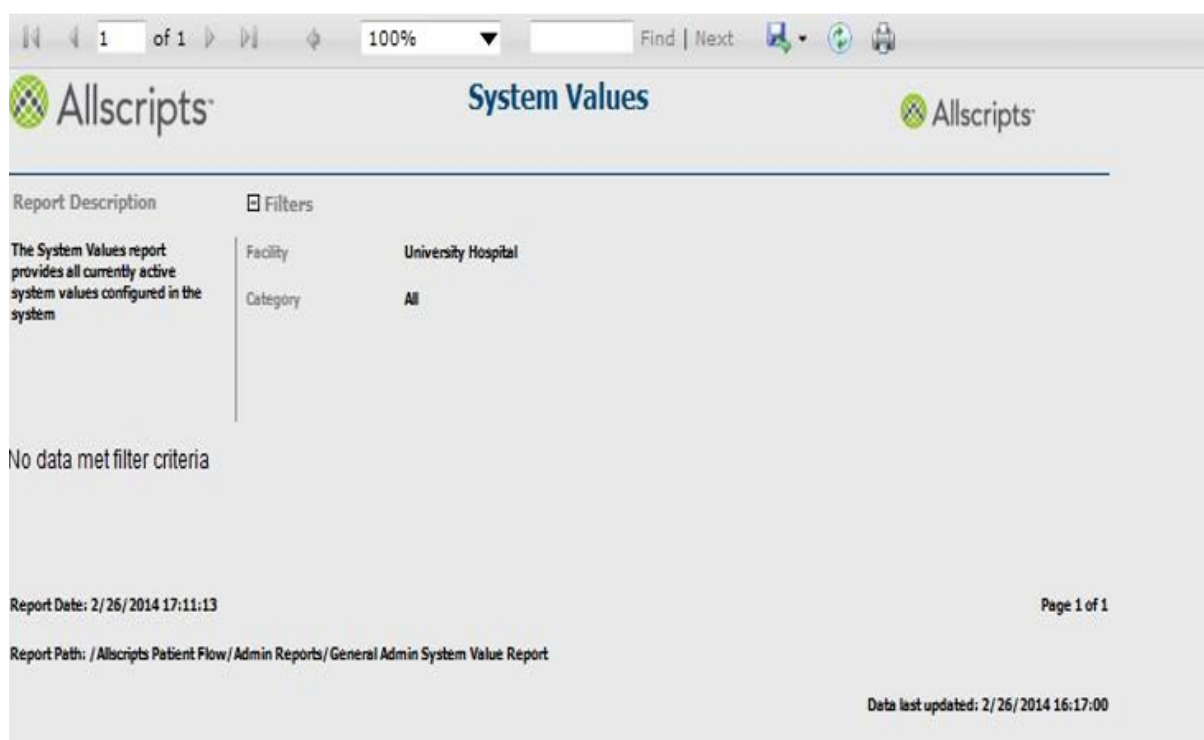 1 of 1 100% Find | Next
Allscripts System Values Allscripts
Report Description Filters
The System Values report
provides all currently active
system values configured in the
system
Facility University Hospital
Category All
No data met filter criteria
Report Date: 2/26/2014 17:11:13 Page 1 of 1
Report Path: /Allscripts Patient Flow/Admin Reports/General Admin System Value Report
Data last updated: 2/26/2014 16:17:00